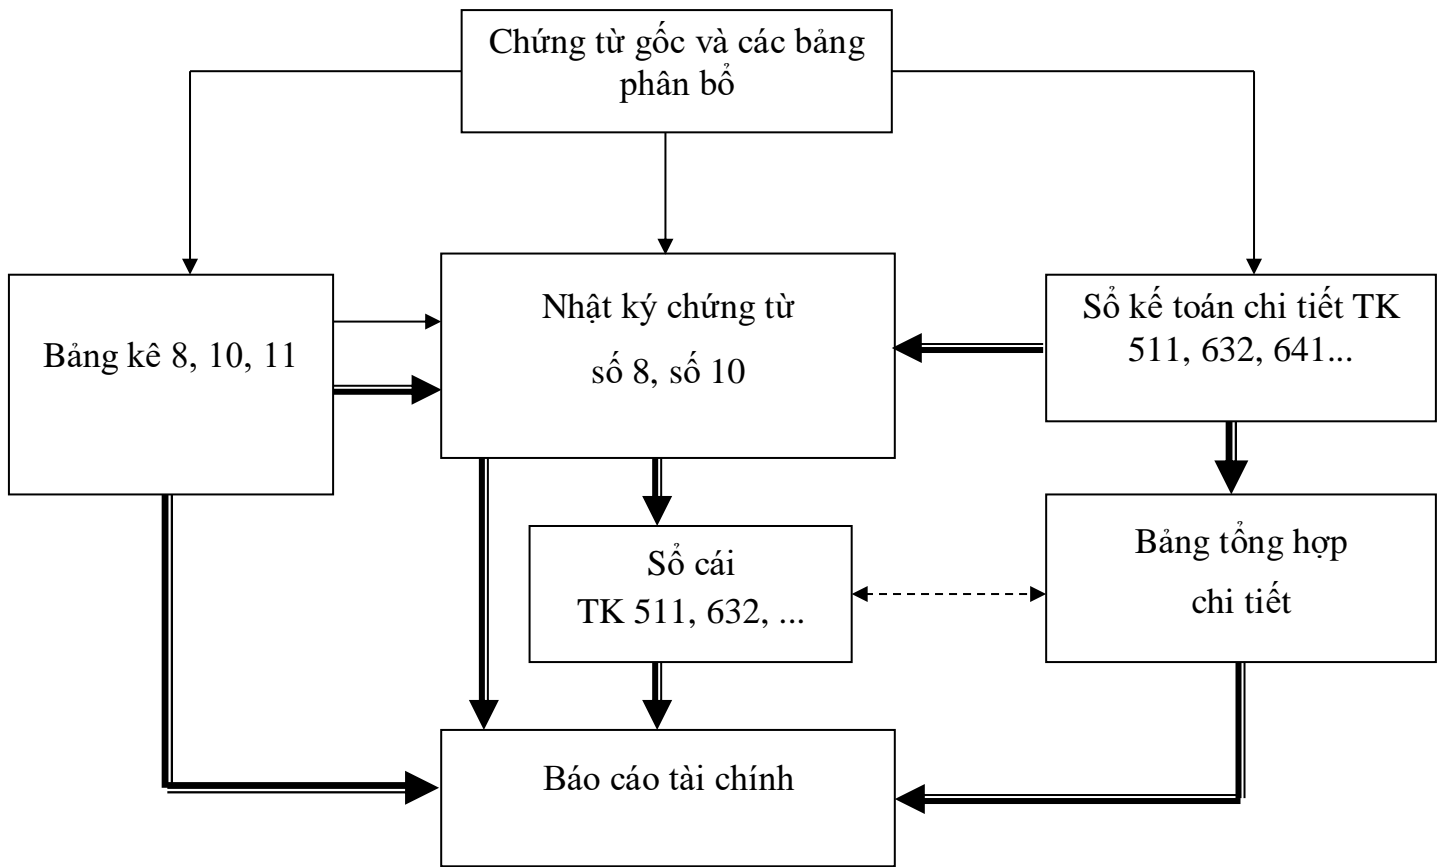 Chứng từ gốc và các bảng
phân bổ
Bảng kê 8, 10, 11
Nhật ký chứng từ
số 8, số 10
Sổ kế toán chi tiết TK
511, 632, 641...
Sổ cái
TK 511, 632, ...
Bảng tổng hợp
chi tiết
Báo cáo tài chính